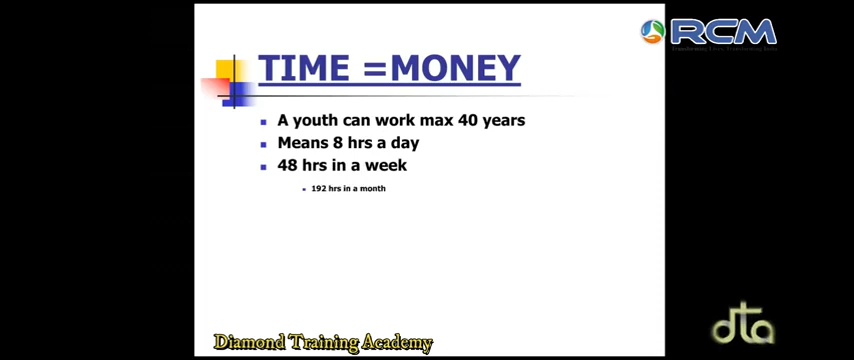 RCM
TIME =MONEY
A youth can work max 40 years
Means 8 hrs a day
48 hrs in a week
192 hrs in a month
Diamond Training Academy
dta